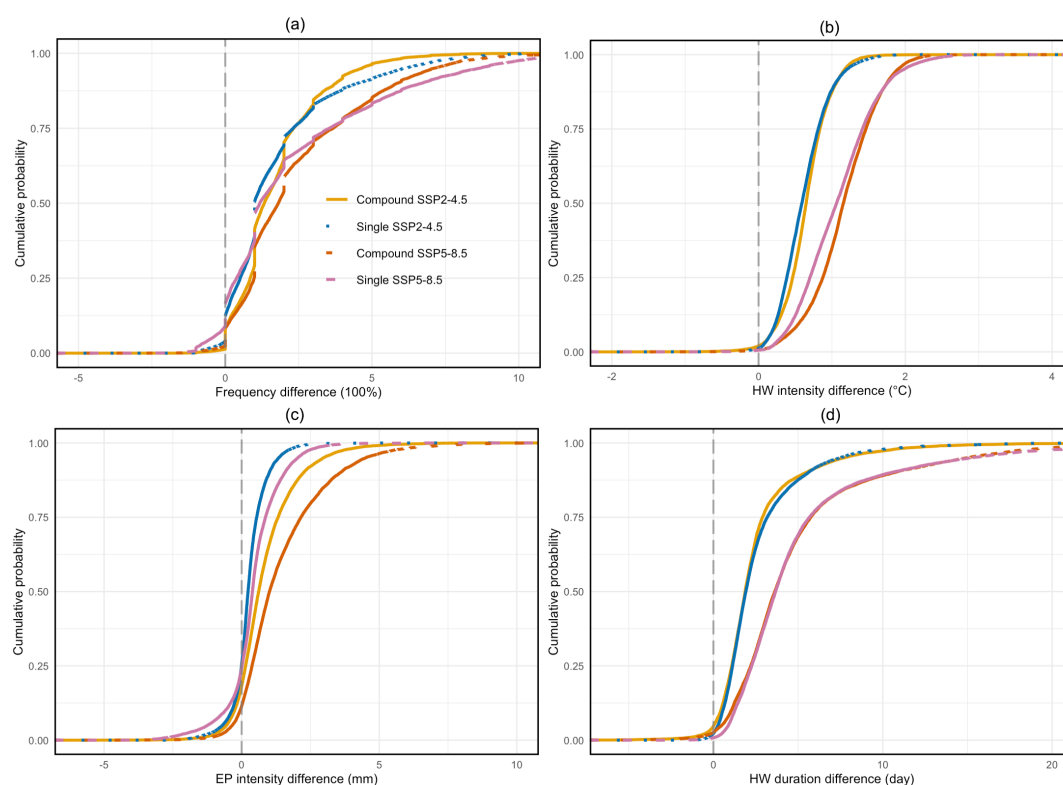 (a)
Cumulative probability
1.00
0.75
0.50
0.25
0.00
Compound SSP2-4.5
Single SSP2-4.5
Compound SSP5-8.5
Single SSP5-8.5
-5 0 5 10
Frequency difference (100%)
(b)
Cumulative probability
1.00
0.75
0.50
0.25
0.00
-2 0 2 4
HW intensity difference (°C)
(c)
Cumulative probability
1.00
0.75
0.50
0.25
0.00
-5 0 5 10
EP intensity difference (mm)
(d)
Cumulative probability
1.00
0.75
0.50
0.25
0.00
0 10 20
HW duration difference (day)